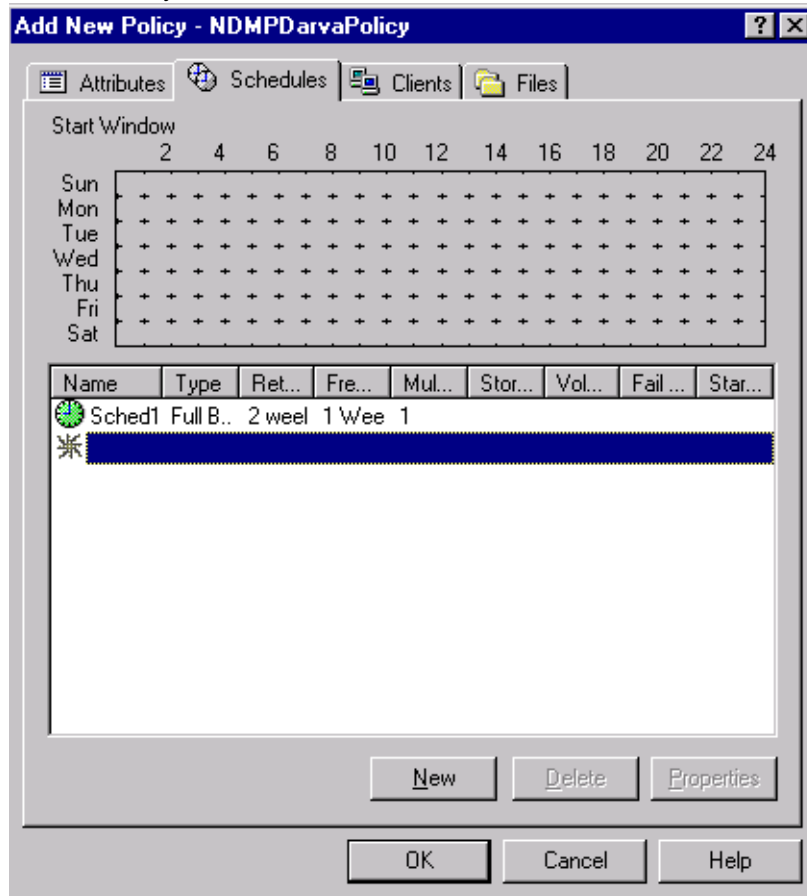 Add New Policy - NDMPDarvaPolicy
Attributes Schedules Clients Files
Start Window
2 4 6 8 10 12 14 16 18 20 22 24
Sun
Mon
Tue
Wed
Thu
Fri
Sat
Name Type Ret... Fre... Mul... Stor... Vol... Fail ... Star...
Sched1 Full B.. 2 weel 1 Wee 1
New Delete Properties
OK Cancel Help